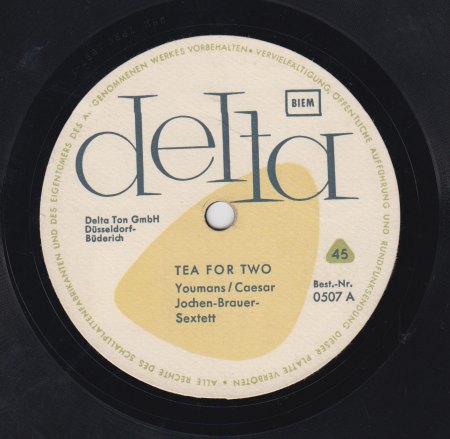 ALLE RECHTE DES SCHALLPLATTENFABRIKANTEN UND DES EIGENTÜMERS DES AUFGENOMMENEN WERKES VORBEHALTEN • VERVIELFÄLTIGUNG, ÖFFENTLICHE AUFFÜHRUNG UND RUNDFUNKSENDUNG DIESER PLATTE VERBOTEN •
BIEM
delta
Delta Ton GmbH
Düsseldorf-
Büderich
45
TEA FOR TWO
Youmans/Caesar
Jochen-Brauer-
Sextett
Best.-Nr.
0507 A